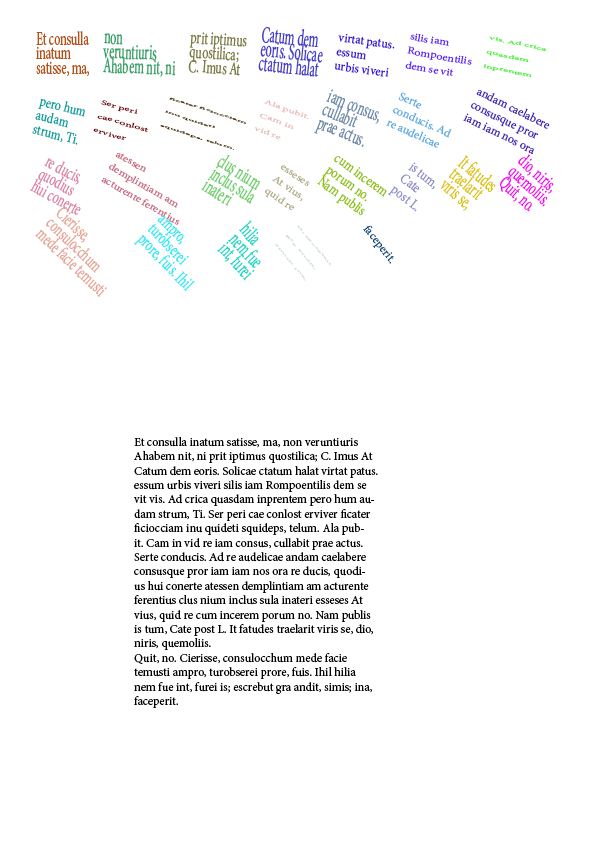 Et consulla
inatum
satisse, ma,
non
veruntiuris
Ahabem nit, ni
prit iptimus
quostilica;
C. Imus At
Catum dem
eoris. Solicae
ctatum halat
virtat patus.
essum
urbis viveri
silis iam
Rompoentilis
dem se vit
vis. Ad crica
quasdam
inprentem
pero hum
audam
strum, Ti.
Ser peri
cae conlost
erviver
ficater ficiocciam
inu quideti
squideps, telum.
Ala pubit.
Cam in
vid re
iam consus,
cullabit
prae actus.
Serte
conducis. Ad
re audelicae
andam caelabere
consusque pror
iam iam nos ora
re ducis,
quodius
hui conerte
atessen
demplintiam am
acturente ferentius
clus nium
inclus sula
inateri
esseses
At vius,
quid re
cum incerem
porum no.
Nam publis
is tum,
Cate
post L.
It fatudes
traelarit
viris se,
dio, niris,
quemoliis.
Quit, no.
Cierisse,
consulocchum
mede facie temusti
ampro,
turobserei
prore, fuis. Ihil
hilia
nem fue
int, furei
faceperit.
Et consulla inatum satisse, ma, non veruntiuris
Ahabem nit, ni prit iptimus quostilica; C. Imus At
Catum dem eoris. Solicae ctatum halat virtat patus.
essum urbis viveri silis iam Rompoentilis dem se
vit vis. Ad crica quasdam inprentem pero hum au-
dam strum, Ti. Ser peri cae conlost erviver ficater
ficiocciam inu quideti squideps, telum. Ala pub-
it. Cam in vid re iam consus, cullabit prae actus.
Serte conducis. Ad re audelicae andam caelabere
consusque pror iam iam nos ora re ducis, quodi-
us hui conerte atessen demplintiam am acturente
ferentius clus nium inclus sula inateri esseses At
vius, quid re cum incerem porum no. Nam publis
is tum, Cate post L. It fatudes traelarit viris se, dio,
niris, quemoliis.
Quit, no. Cierisse, consulocchum mede facie
temusti ampro, turobserei prore, fuis. Ihil hilia
nem fue int, furei is; escrebut gra andit, simis; ina,
faceperit.